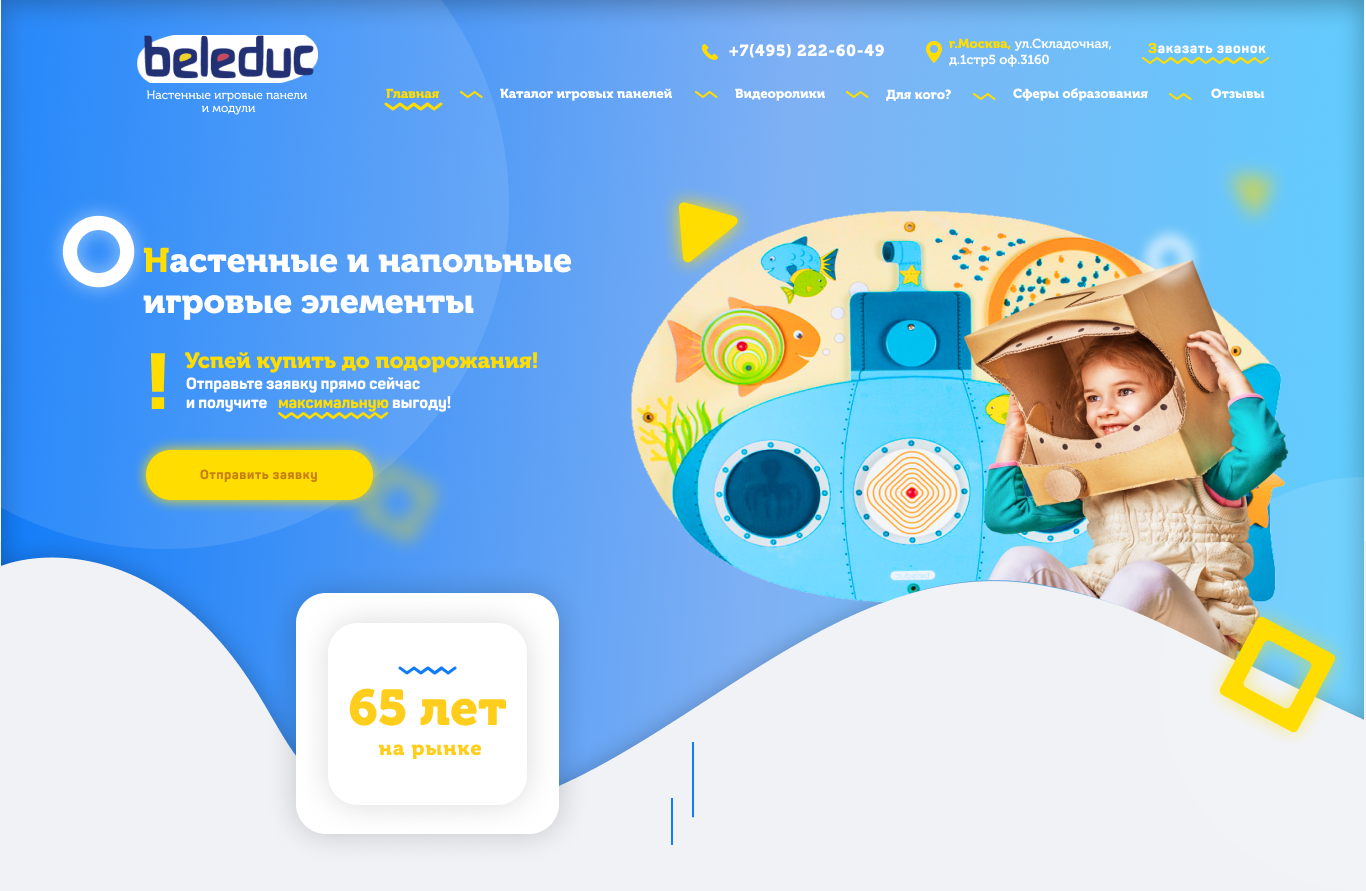 beleduc
Настенные игровые панели
и модули
+7(495) 222-60-49
г.Москва, ул.Складочная,
д.1стр5 оф.3160
Заказать звонок
Главная
Каталог игровых панелей
Видеоролики
Для кого?
Сферы образования
Отзывы
Настенные и напольные
игровые элементы
!
Успей купить до подорожания!
Отправьте заявку прямо сейчас
и получите максимальную выгоду!
Отправить заявку
65 лет
на рынке